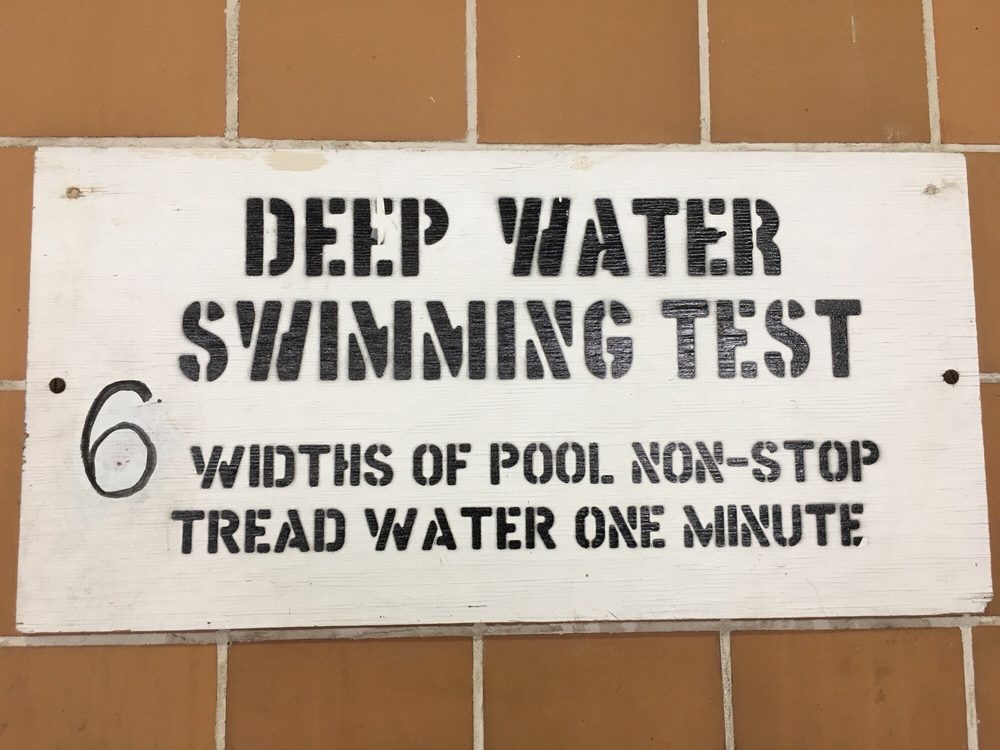 DEEP WATER
SWIMMING TEST
6 WIDTHS OF POOL NON-STOP
TREAD WATER ONE MINUTE